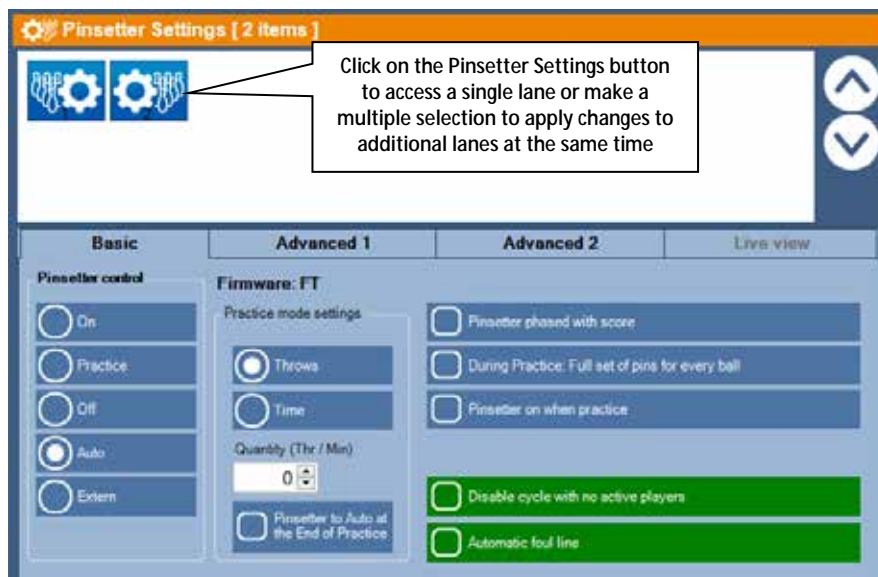 Pinsetter Settings [ 2 items ]
Click on the Pinsetter Settings button
to access a single lane or make a
multiple selection to apply changes to
additional lanes at the same time
1 2
Basic Advanced 1 Advanced 2 Live view
Pinsetter control
Firmware: FT
On
Practice
Off
Auto
Extern
Practice mode settings
Throws
Time
Quantity (Thr / Min)
0
Pinsetter to Auto at
the End of Practice
Pinsetter phased with score
During Practice: Full set of pins for every ball
Pinsetter on when practice
Disable cycle with no active players
Automatic foul line